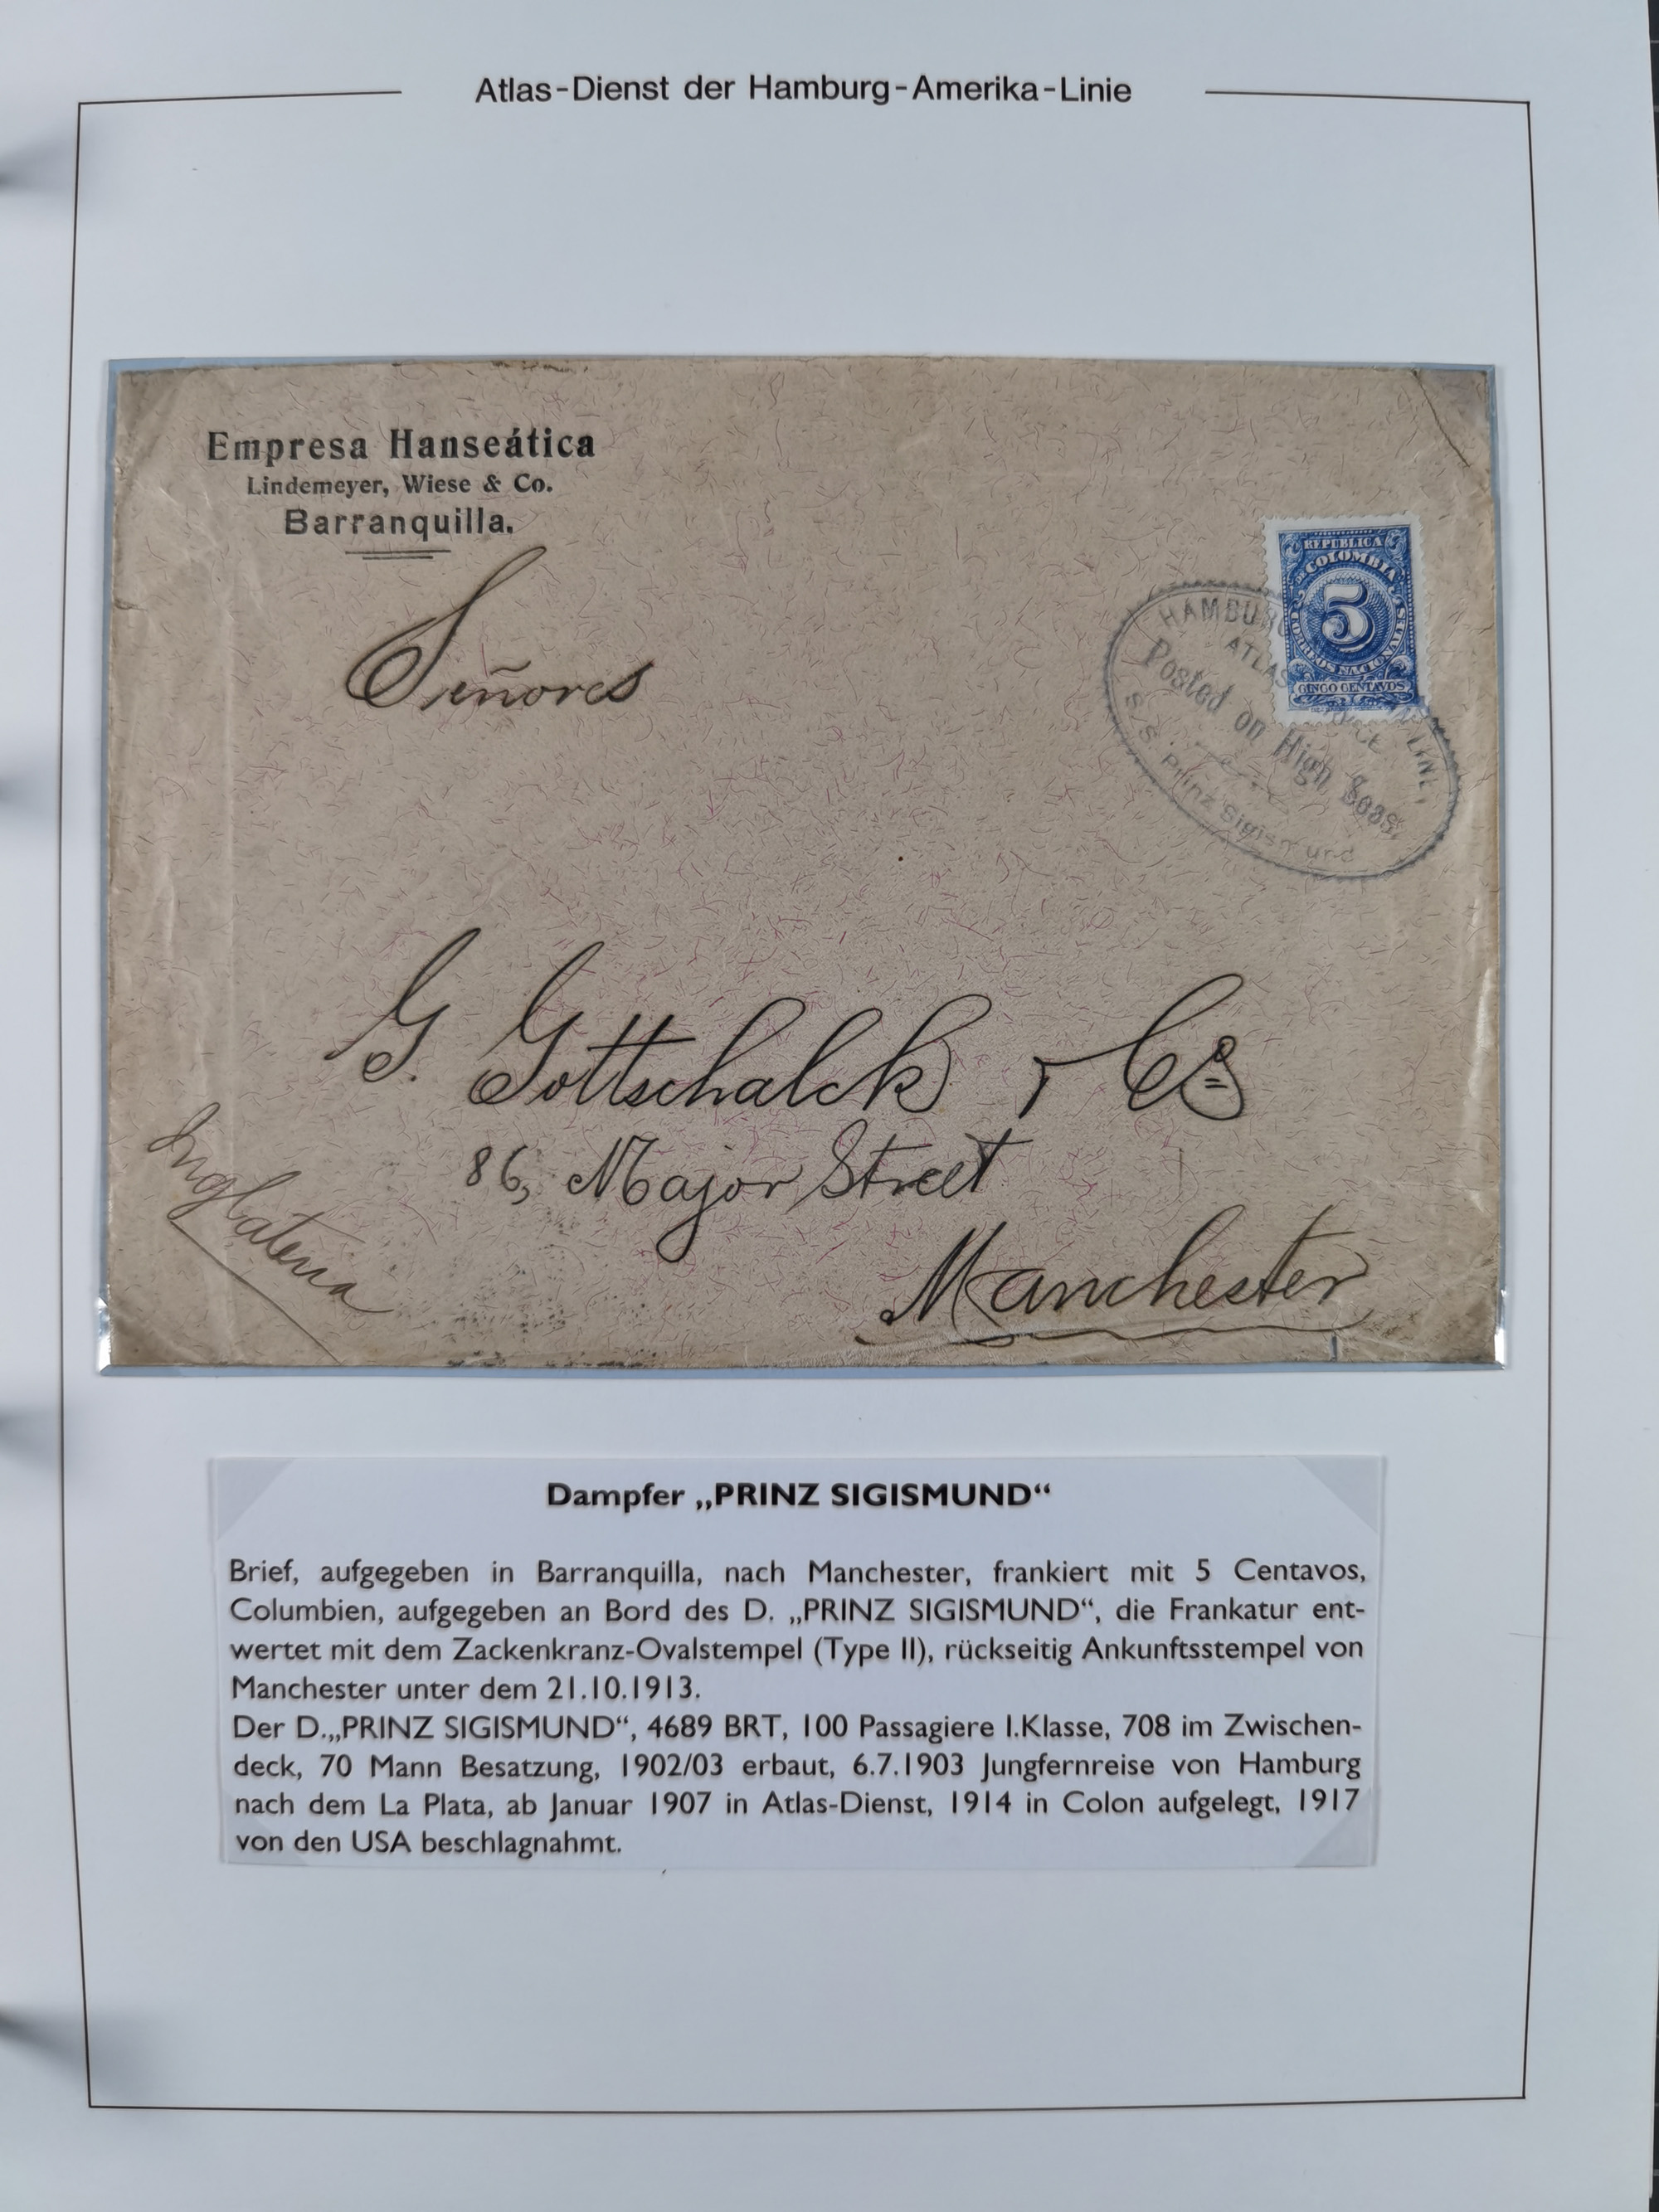 Atlas-Dienst der Hamburg-Amerika-Linie
Empresa Hanseática
Lindemeyer, Wiese & Co.
Barranquilla.
REPUBLICA
DE COLOMBIA
5
CORREOS NACIONALES
CINCO CENTAVOS
HAMBURG LINE,
ATLAS
Posted on High Seas.
S/S. Prinz Sigismund
Señores
G. Gottschalck & Co
86, Major Street
Manchester
Inglaterra
Dampfer „PRINZ SIGISMUND“
Brief, aufgegeben in Barranquilla, nach Manchester, frankiert mit 5 Centavos,
Columbien, aufgegeben an Bord des D. „PRINZ SIGISMUND“, die Frankatur ent-
wertet mit dem Zackenkranz-Ovalstempel (Type II), rückseitig Ankunftsstempel von
Manchester unter dem 21.10.1913.
Der D.„PRINZ SIGISMUND“, 4689 BRT, 100 Passagiere I.Klasse, 708 im Zwischen-
deck, 70 Mann Besatzung, 1902/03 erbaut, 6.7.1903 Jungfernreise von Hamburg
nach dem La Plata, ab Januar 1907 in Atlas-Dienst, 1914 in Colon aufgelegt, 1917
von den USA beschlagnahmt.